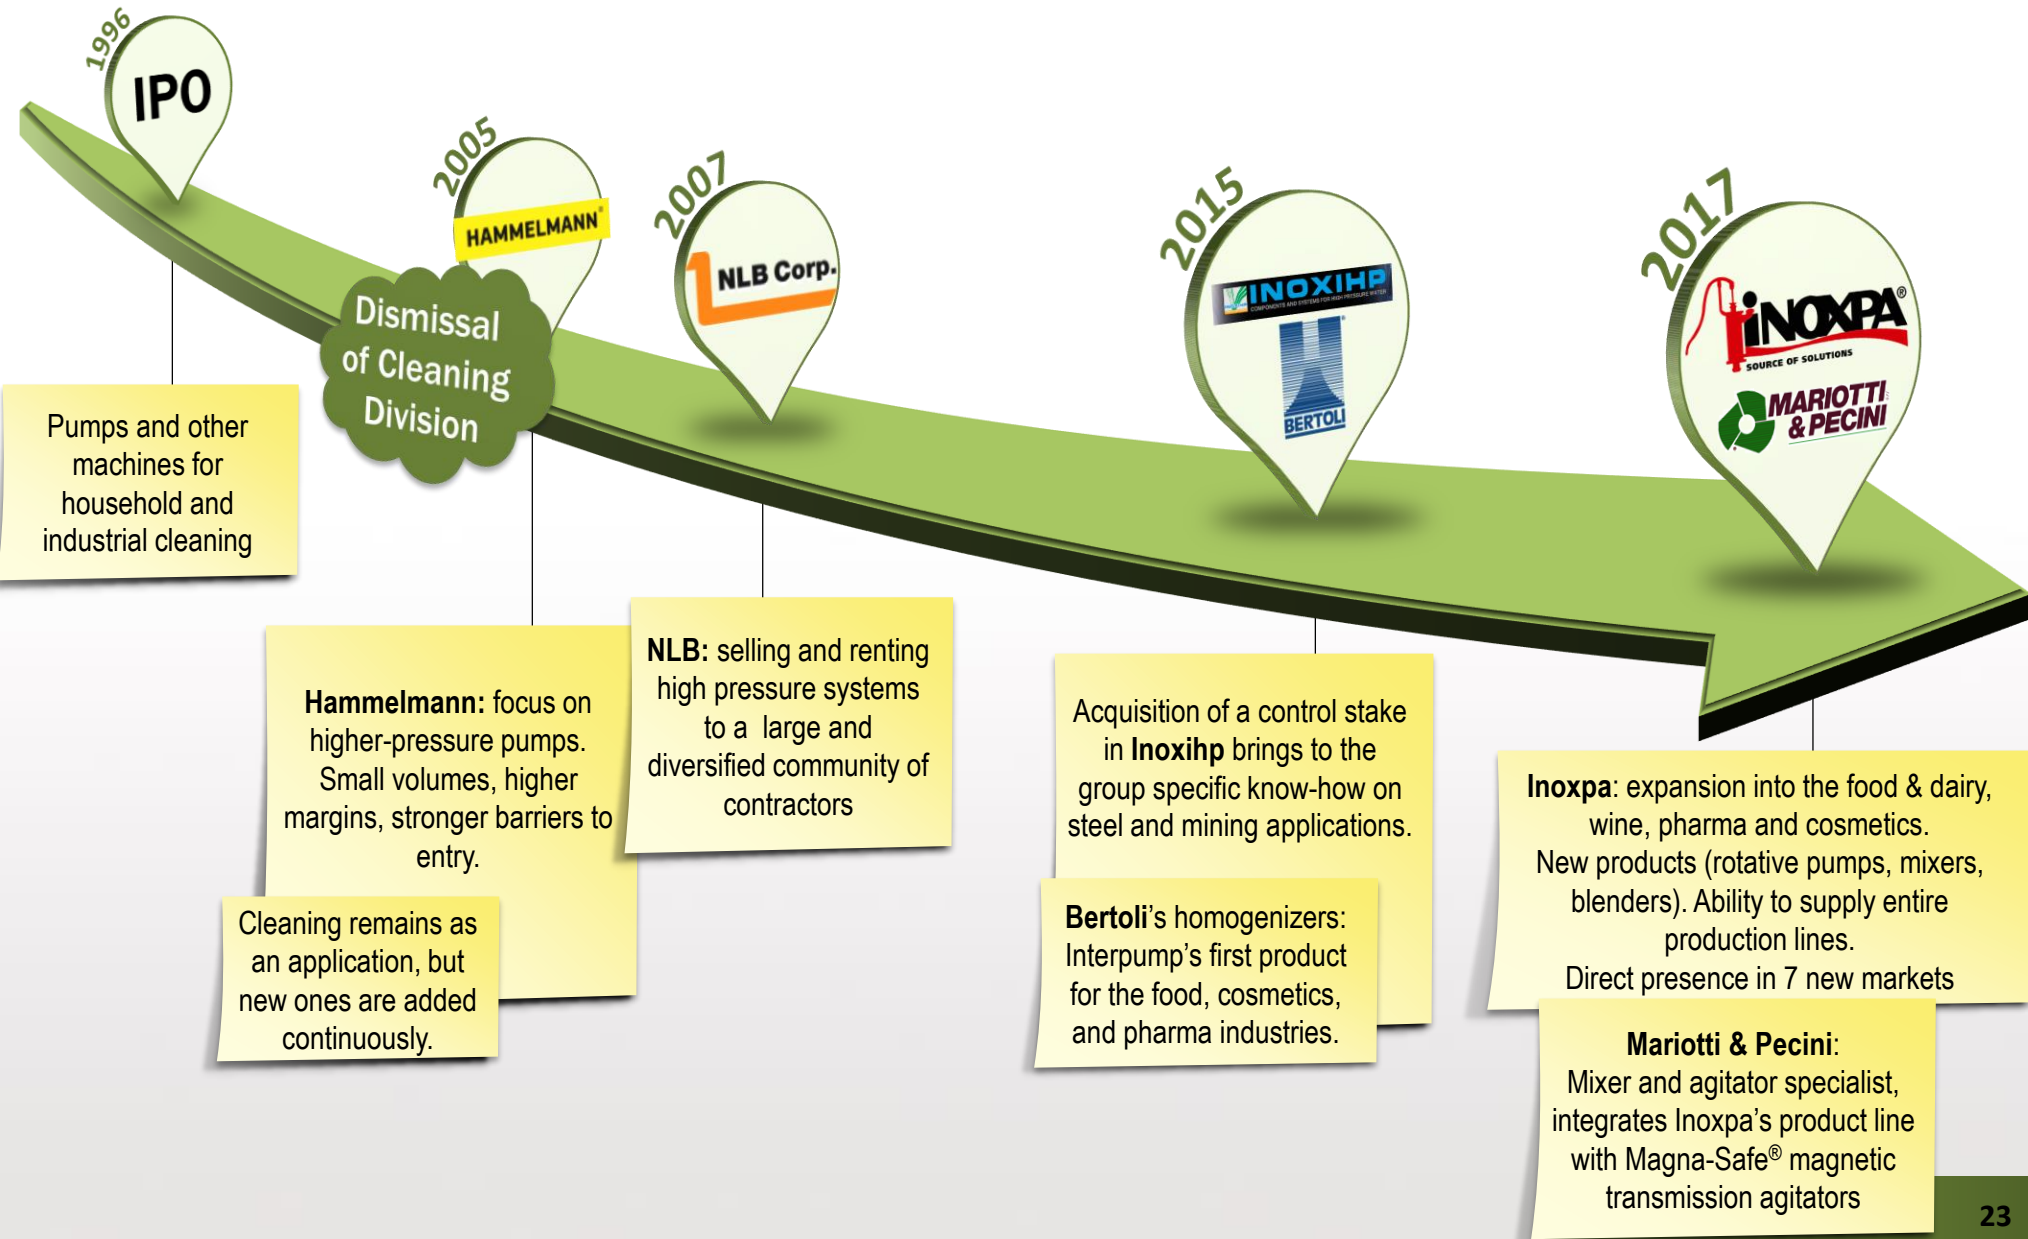 1996
IPO
2005
HAMMELMANN®
Dismissal
of Cleaning
Division
2007
NLB Corp.
2015
INOXIHP
COMPONENTS AND SYSTEMS FOR HIGH PRESSURE WATER
BERTOLI
2017
iNOXPA®
SOURCE OF SOLUTIONS
MARIOTTI
& PECINI
Pumps and other
machines for
household and
industrial cleaning
Hammelmann: focus on
higher-pressure pumps.
Small volumes, higher
margins, stronger barriers to
entry.
Cleaning remains as
an application, but
new ones are added
continuously.
NLB: selling and renting
high pressure systems
to a large and
diversified community of
contractors
Acquisition of a control stake
in Inoxihp brings to the
group specific know-how on
steel and mining applications.
Bertoli’s homogenizers:
Interpump’s first product
for the food, cosmetics,
and pharma industries.
Inoxpa: expansion into the food & dairy,
wine, pharma and cosmetics.
New products (rotative pumps, mixers,
blenders). Ability to supply entire
production lines.
Direct presence in 7 new markets
Mariotti & Pecini:
Mixer and agitator specialist,
integrates Inoxpa’s product line
with Magna-Safe® magnetic
transmission agitators
23